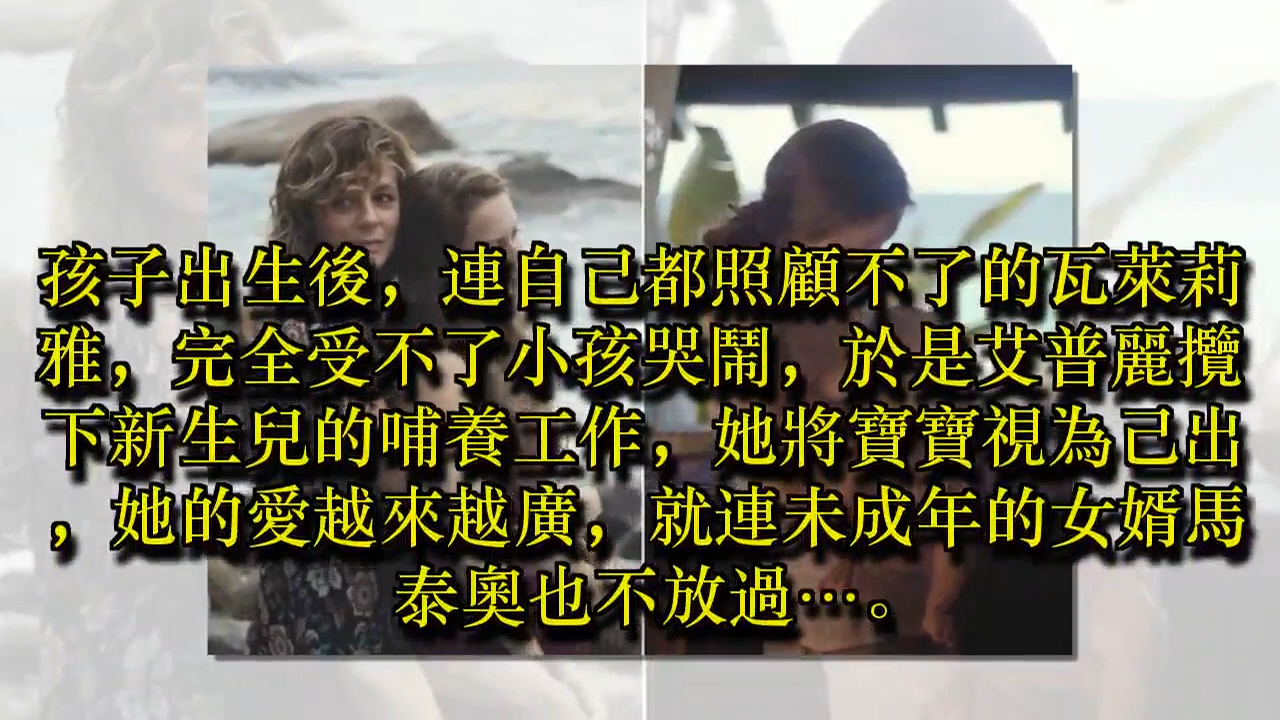 孩子出生後，連自己都照顧不了的瓦萊莉
雅，完全受不了小孩哭鬧，於是艾普麗攬
下新生兒的哺養工作，她將寶寶視為己出
，她的愛越來越廣，就連未成年的女婿馬
泰奧也不放過…。